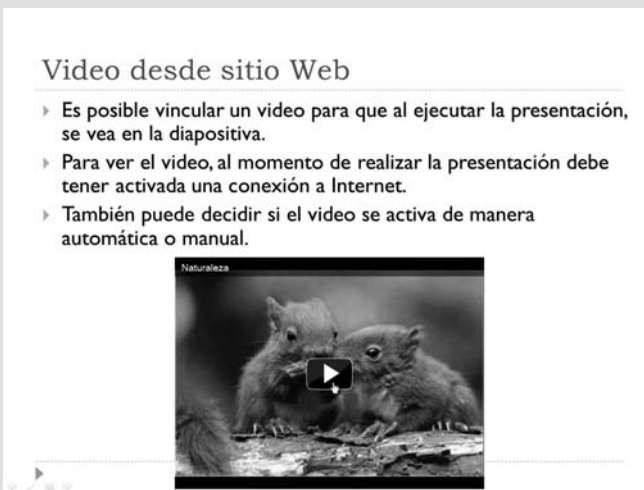 Video desde sitio Web
Es posible vincular un video para que al ejecutar la presentación,
se vea en la diapositiva.
Para ver el video, al momento de realizar la presentación debe
tener activada una conexión a Internet.
También puede decidir si el video se activa de manera
automática o manual.
Naturaleza